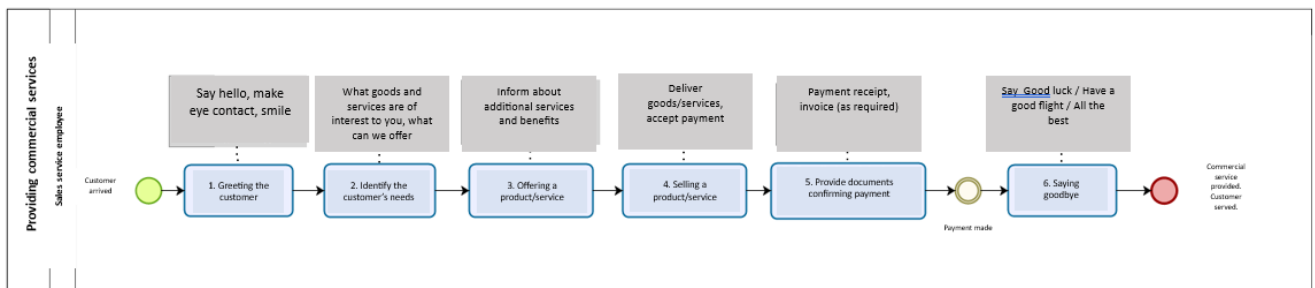 Providing commercial services
Sales service employee
Say hello, make
eye contact, smile
What goods and
services are of
interest to you, what
can we offer
Inform about
additional services
and benefits
Deliver
goods/services,
accept payment
Payment receipt,
invoice (as required)
Say Good luck / Have a
good flight / All the
best
Customer
arrived
1. Greeting the
customer
2. Identify the
customer's needs
3. Offering a
product/service
4. Selling a
product/service
5. Provide documents
confirming payment
Payment made
6. Saying
goodbye
Commercial
service
provided.
Customer
served.